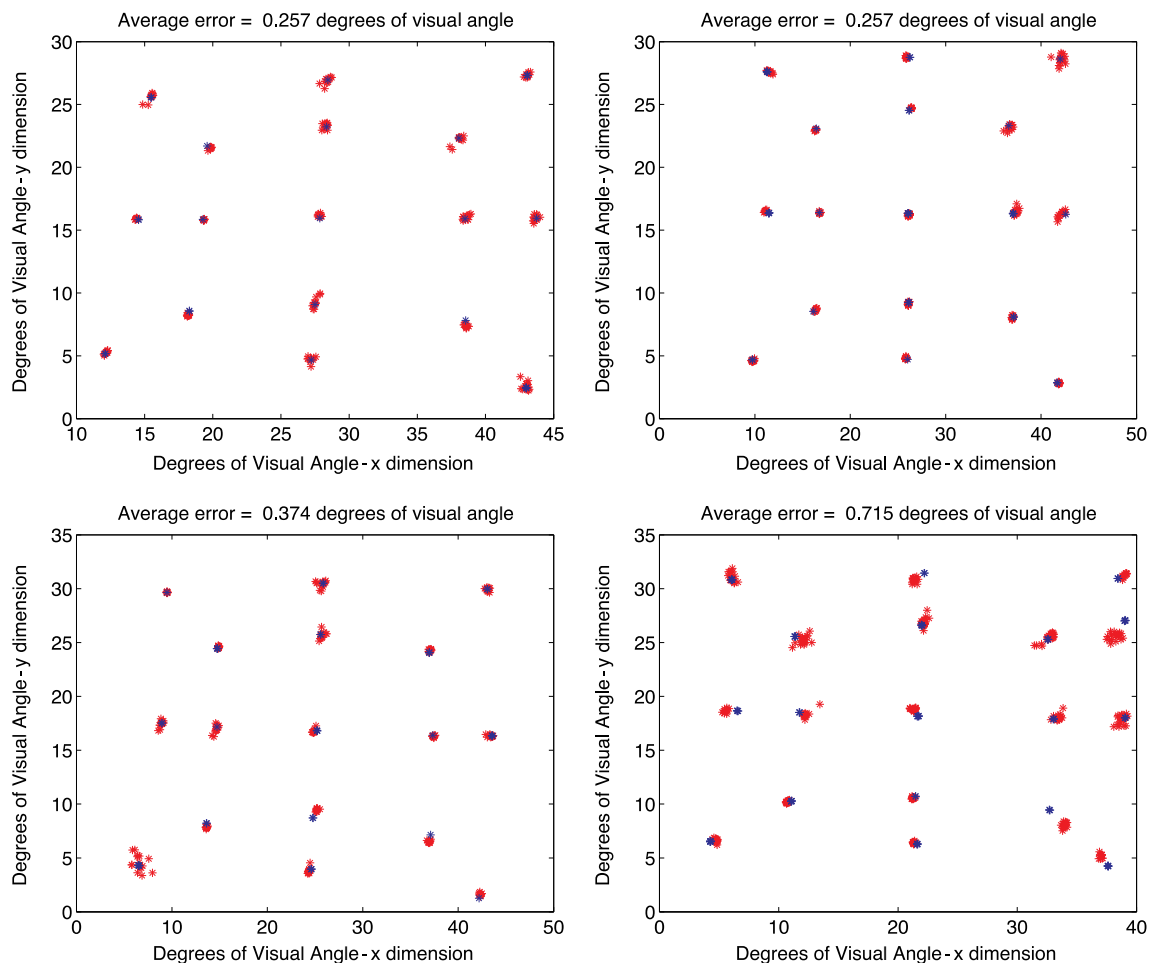 Average error = 0.257 degrees of visual angle
30
25
20
15
10
5
0
Degrees of Visual Angle-y dimension
10 15 20 25 30 35 40 45
Degrees of Visual Angle-x dimension
Average error = 0.257 degrees of visual angle
30
25
20
15
10
5
0
Degrees of Visual Angle-y dimension
0 10 20 30 40 50
Degrees of Visual Angle-x dimension
Average error = 0.374 degrees of visual angle
35
30
25
20
15
10
5
0
Degrees of Visual Angle-y dimension
0 10 20 30 40 50
Degrees of Visual Angle-x dimension
Average error = 0.715 degrees of visual angle
35
30
25
20
15
10
5
0
Degrees of Visual Angle-y dimension
0 10 20 30 40
Degrees of Visual Angle-x dimension